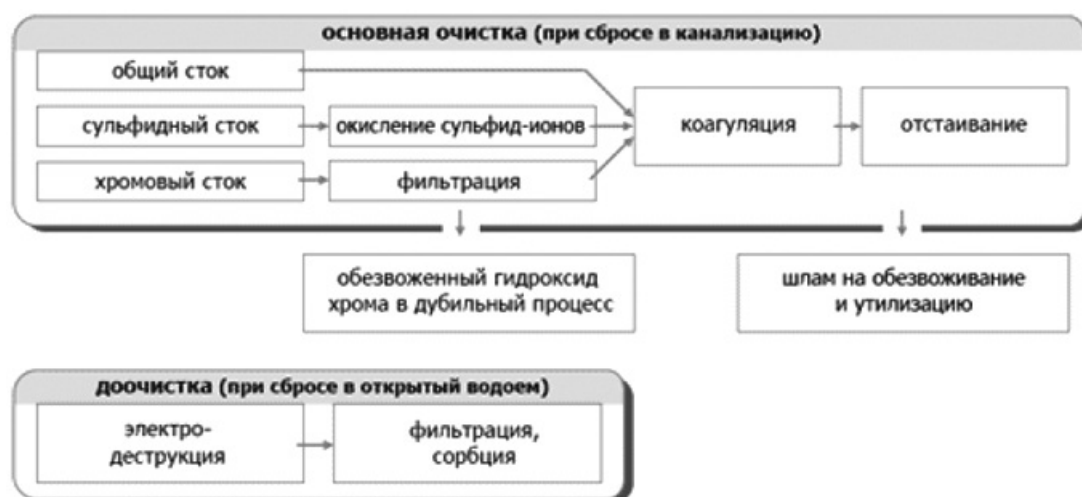 основная очистка (при сбросе в канализацию)
общий сток
сульфидный сток
окисление сульфид-ионов
хромовый сток
фильтрация
коагуляция
отстаивание
обезвоженный гидроксид
хрома в дубильный процесс
шлам на обезвоживание
и утилизацию
доочистка (при сбросе в открытый водоем)
электро-
деструкция
фильтрация,
сорбция